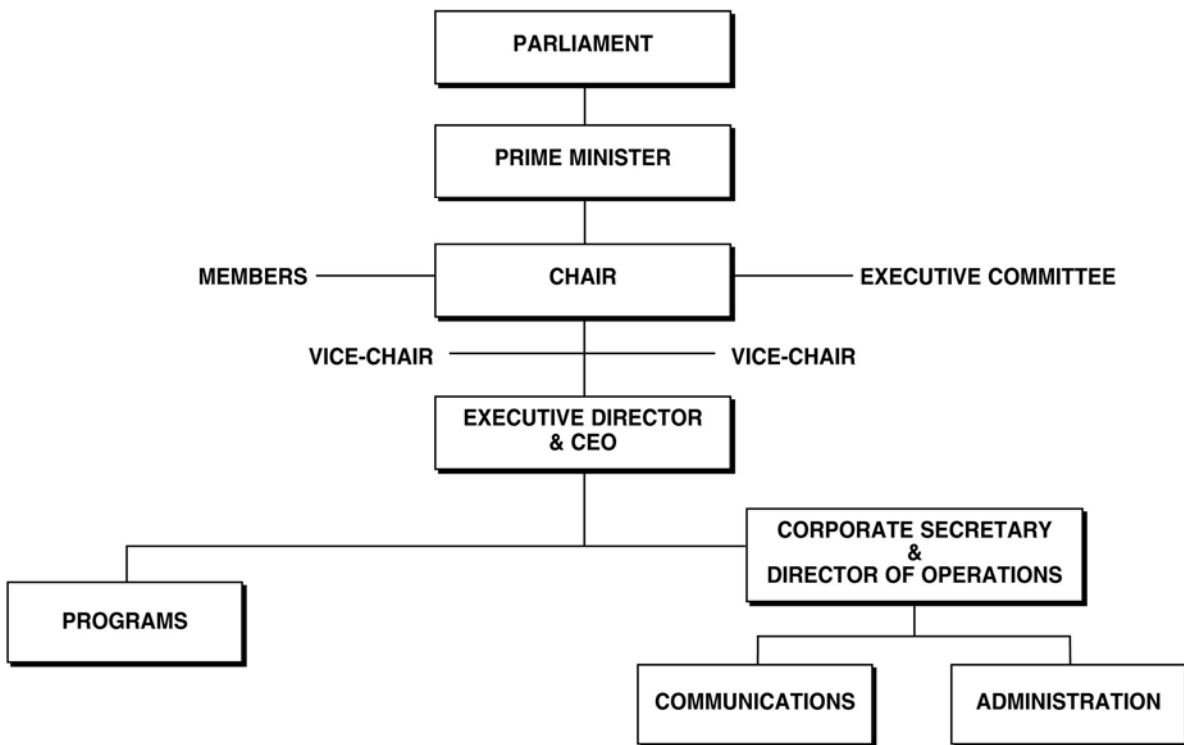 PARLIAMENT
PRIME MINISTER
MEMBERS
CHAIR
EXECUTIVE COMMITTEE
VICE-CHAIR
VICE-CHAIR
EXECUTIVE DIRECTOR
& CEO
CORPORATE SECRETARY
&
DIRECTOR OF OPERATIONS
PROGRAMS
COMMUNICATIONS
ADMINISTRATION